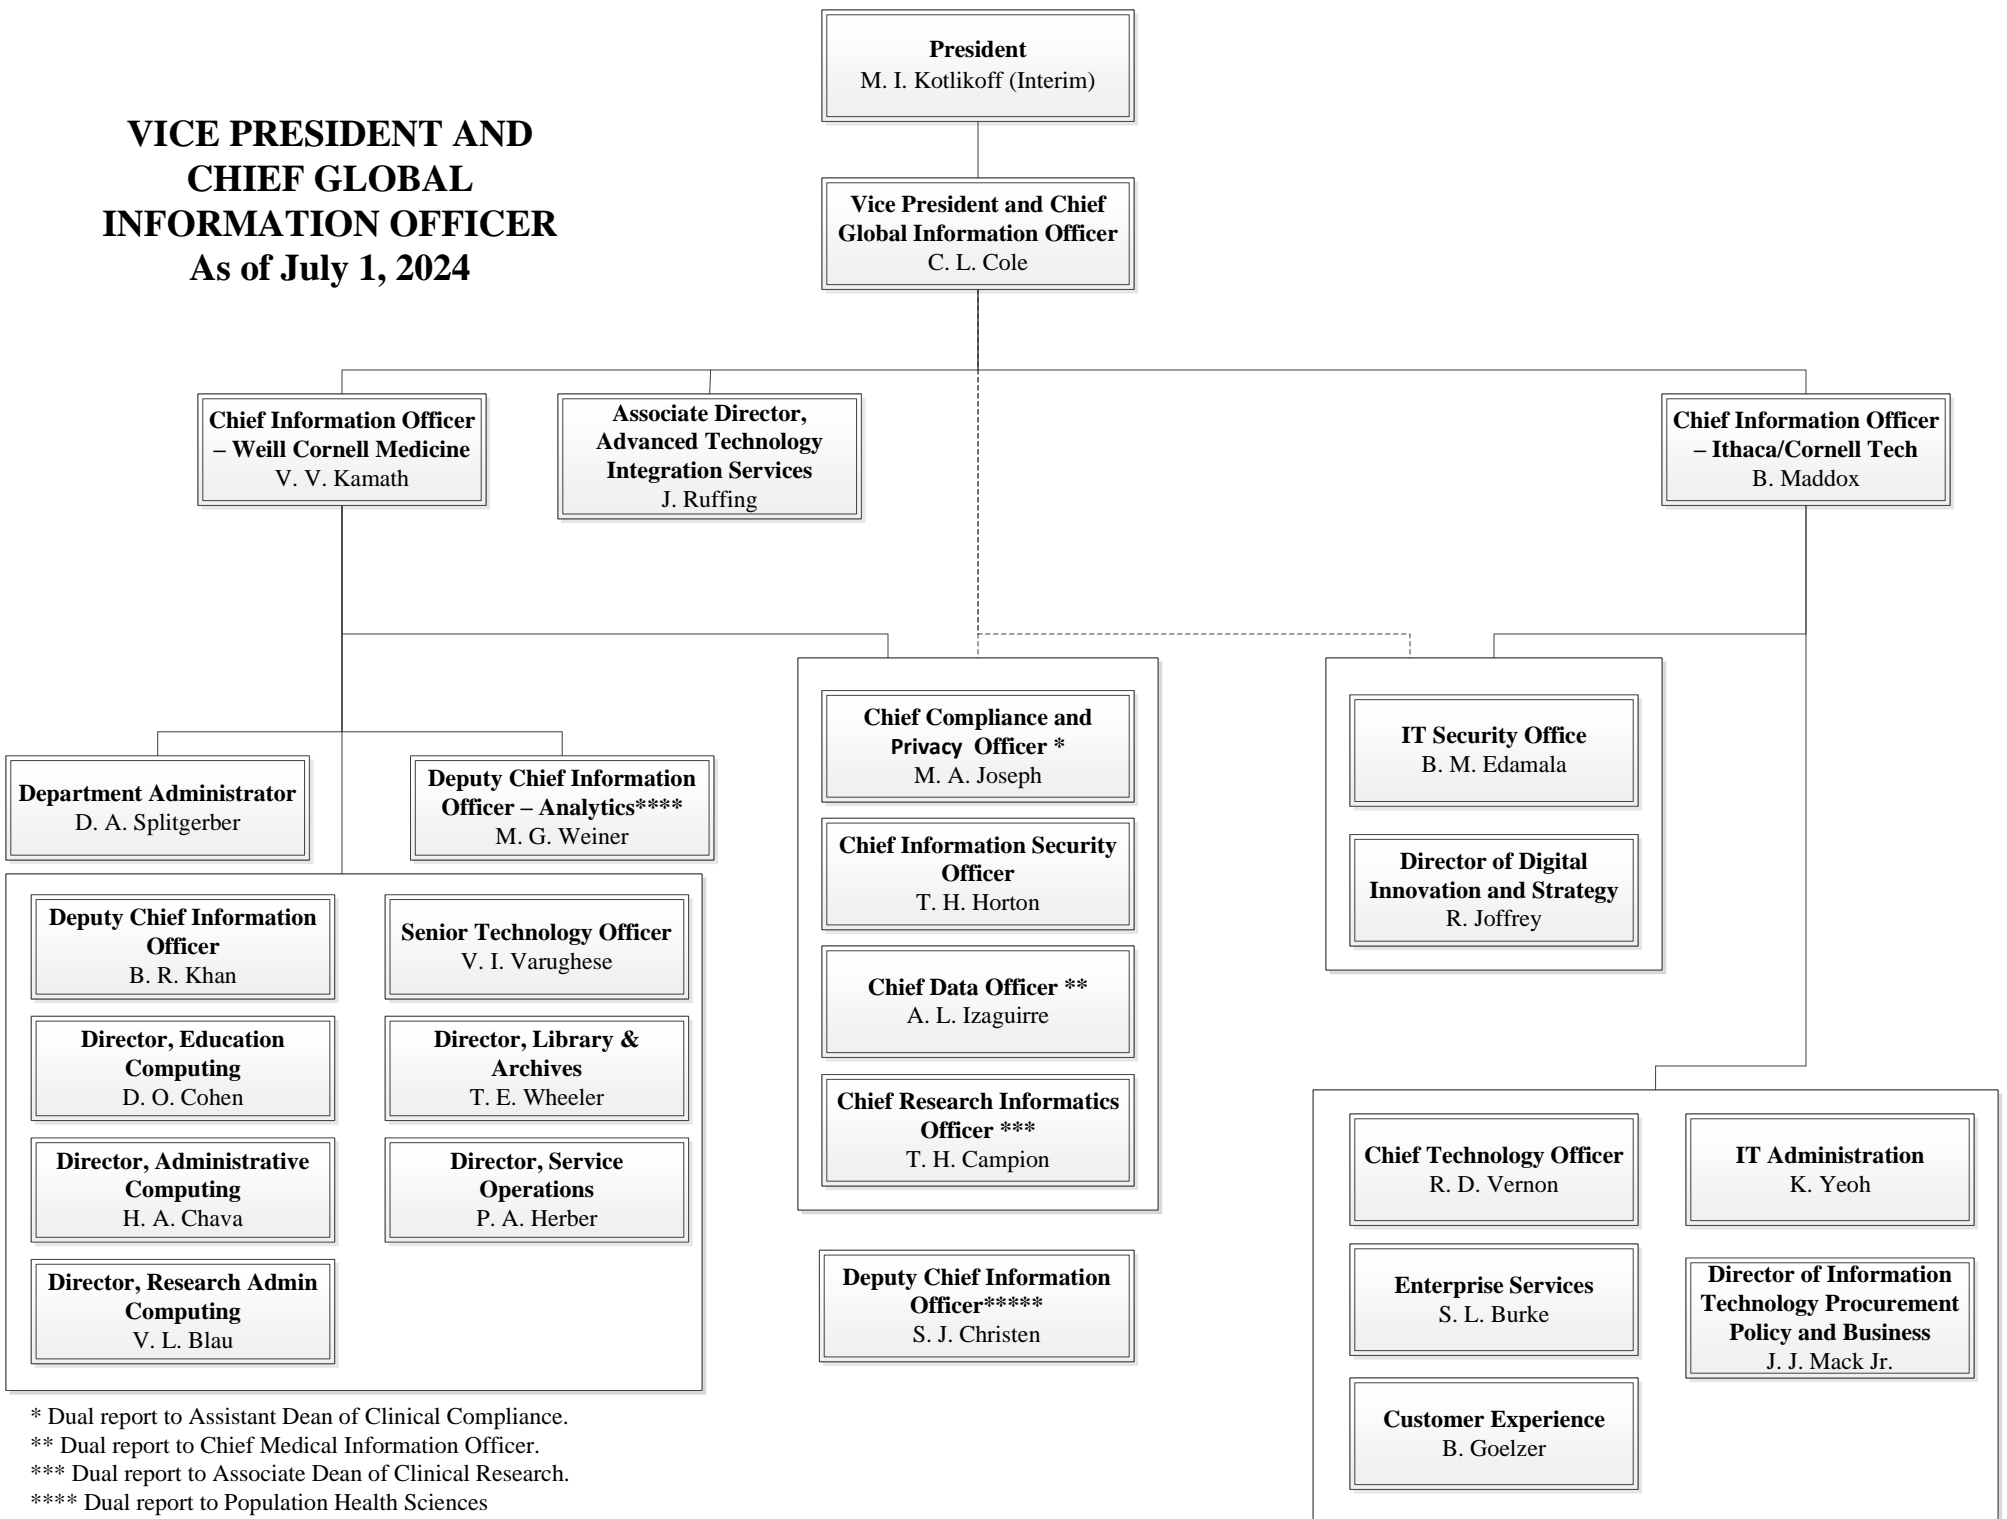 VICE PRESIDENT AND
CHIEF GLOBAL
INFORMATION OFFICER
As of July 1, 2024
President
M. I. Kotlikoff (Interim)
Vice President and Chief
Global Information Officer
C. L. Cole
Chief Information Officer
– Weill Cornell Medicine
V. V. Kamath
Associate Director,
Advanced Technology
Integration Services
J. Ruffing
Chief Information Officer
– Ithaca/Cornell Tech
B. Maddox
Department Administrator
D. A. Splitgerber
Deputy Chief Information
Officer – Analytics****
M. G. Weiner
Deputy Chief Information
Officer
B. R. Khan
Senior Technology Officer
V. I. Varughese
Director, Education
Computing
D. O. Cohen
Director, Library &
Archives
T. E. Wheeler
Director, Administrative
Computing
H. A. Chava
Director, Service
Operations
P. A. Herber
Director, Research Admin
Computing
V. L. Blau
Chief Compliance and
Privacy Officer *
M. A. Joseph
Chief Information Security
Officer
T. H. Horton
Chief Data Officer **
A. L. Izaguirre
Chief Research Informatics
Officer ***
T. H. Campion
Deputy Chief Information
Officer*****
S. J. Christen
IT Security Office
B. M. Edamala
Director of Digital
Innovation and Strategy
R. Joffrey
Chief Technology Officer
R. D. Vernon
IT Administration
K. Yeoh
Enterprise Services
S. L. Burke
Director of Information
Technology Procurement
Policy and Business
J. J. Mack Jr.
Customer Experience
B. Goelzer
* Dual report to Assistant Dean of Clinical Compliance.
** Dual report to Chief Medical Information Officer.
*** Dual report to Associate Dean of Clinical Research.
**** Dual report to Population Health Sciences